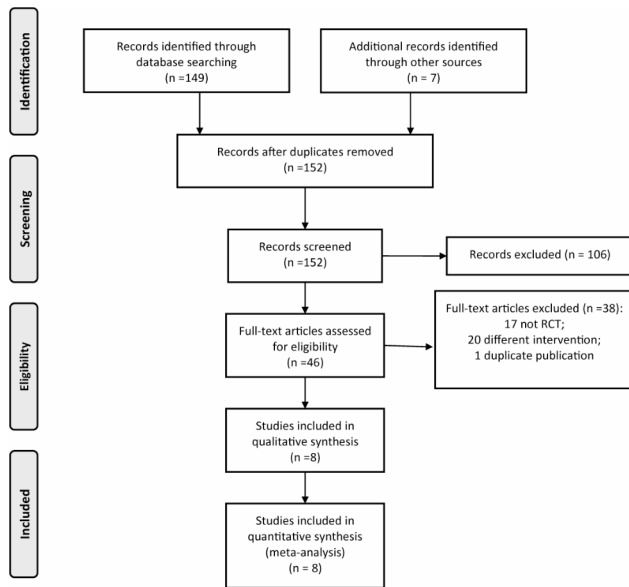 Identification
Records identified through
database searching
(n =149)
Additional records identified
through other sources
(n = 7)
Records after duplicates removed
(n =152)
Screening
Records screened
(n =152)
Records excluded (n = 106)
Eligibility
Full-text articles assessed
for eligibility
(n =46)
Full-text articles excluded (n =38):
17 not RCT;
20 different intervention;
1 duplicate publication
Studies included in
qualitative synthesis
(n =8)
Included
Studies included in
quantitative synthesis
(meta-analysis)
(n = 8)